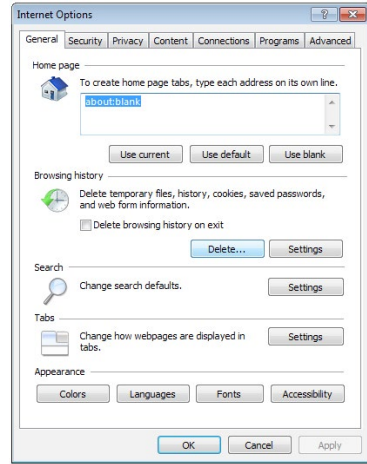 Internet Options
General Security Privacy Content Connections Programs Advanced
Home page
To create home page tabs, type each address on its own line.
about:blank
Use current Use default Use blank
Browsing history
Delete temporary files, history, cookies, saved passwords,
and web form information.
Delete browsing history on exit
Delete... Settings
Search
Change search defaults. Settings
Tabs
Change how webpages are displayed in Settings
tabs.
Appearance
Colors Languages Fonts Accessibility
OK Cancel Apply